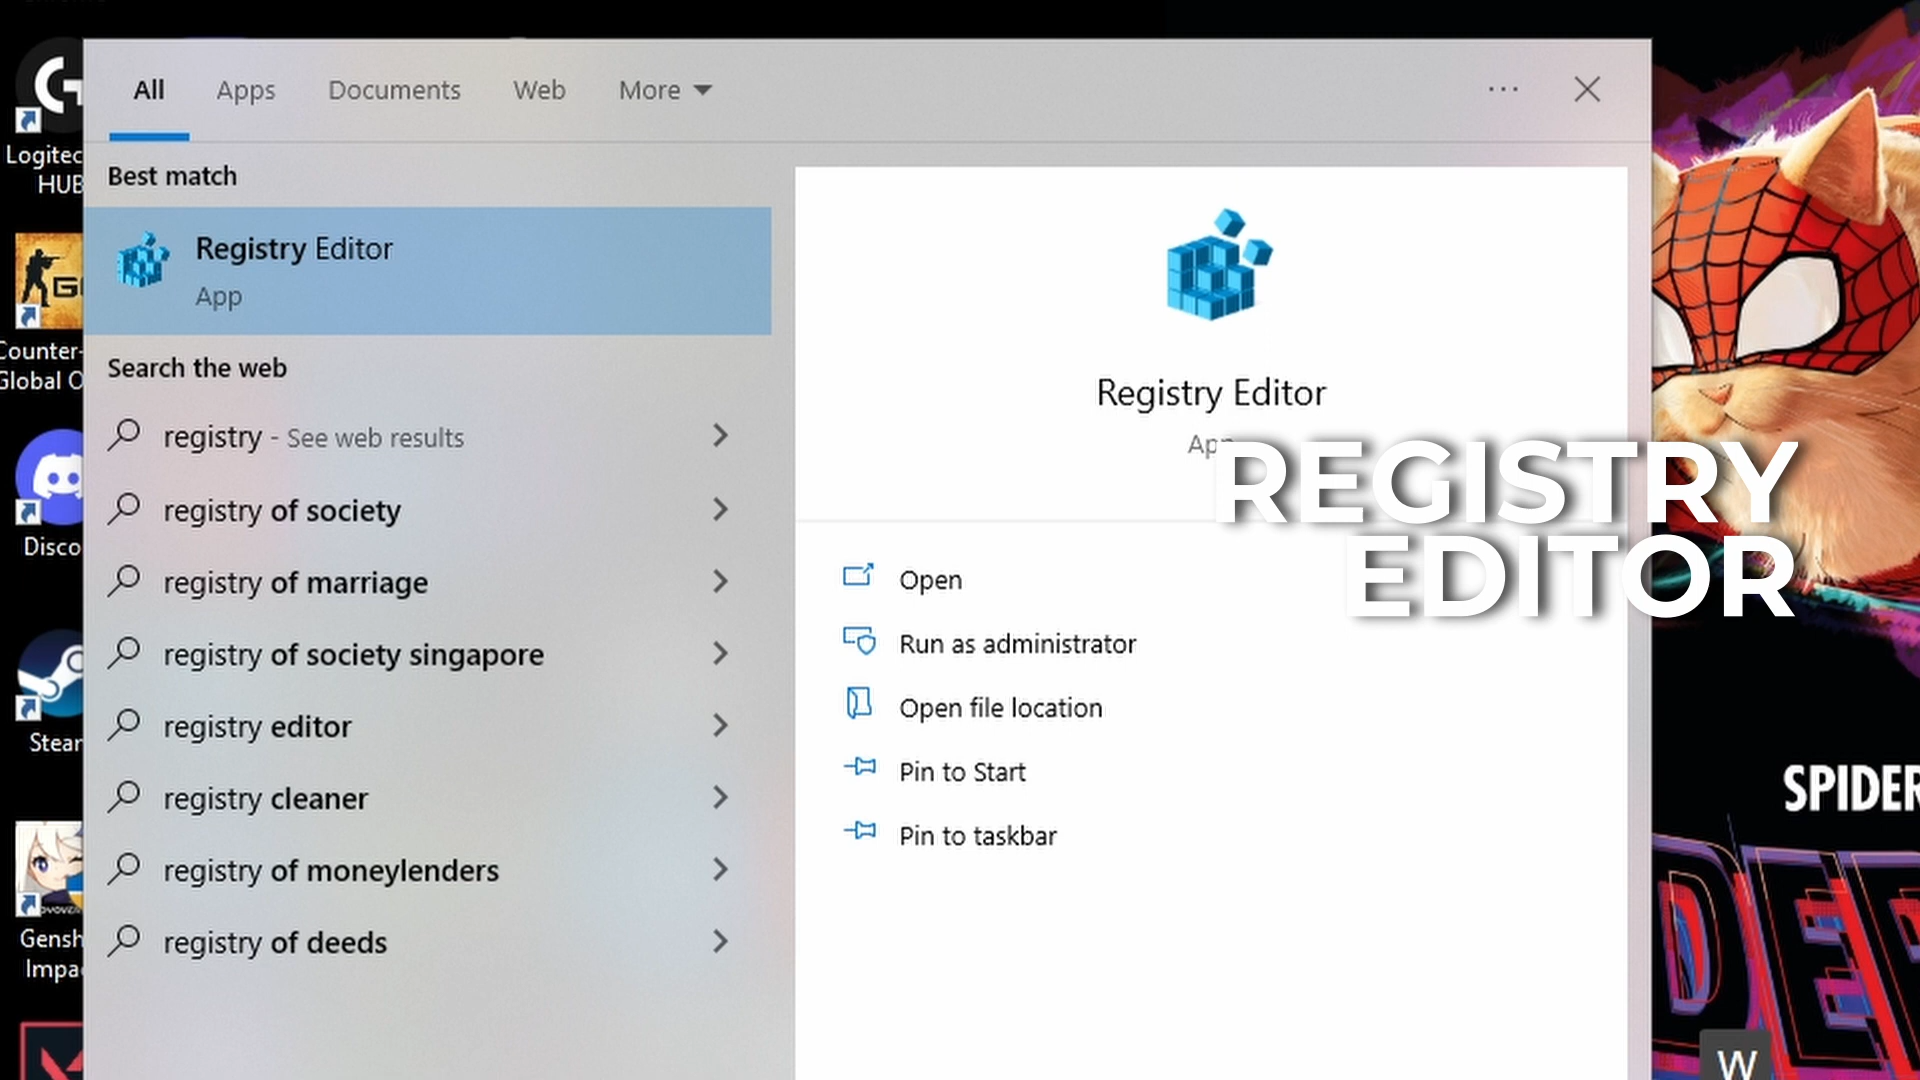 All Apps Documents Web More
Best match
Registry Editor
App
Search the web
registry - See web results
registry of society
registry of marriage
registry of society singapore
registry editor
registry cleaner
registry of moneylenders
registry of deeds
Registry Editor
App
REGISTRY
EDITOR
Open
Run as administrator
Open file location
Pin to Start
Pin to taskbar
Logitec
HUB
Counter-
Global O
Disco
Stear
Gensh
Impa
SPIDER
W